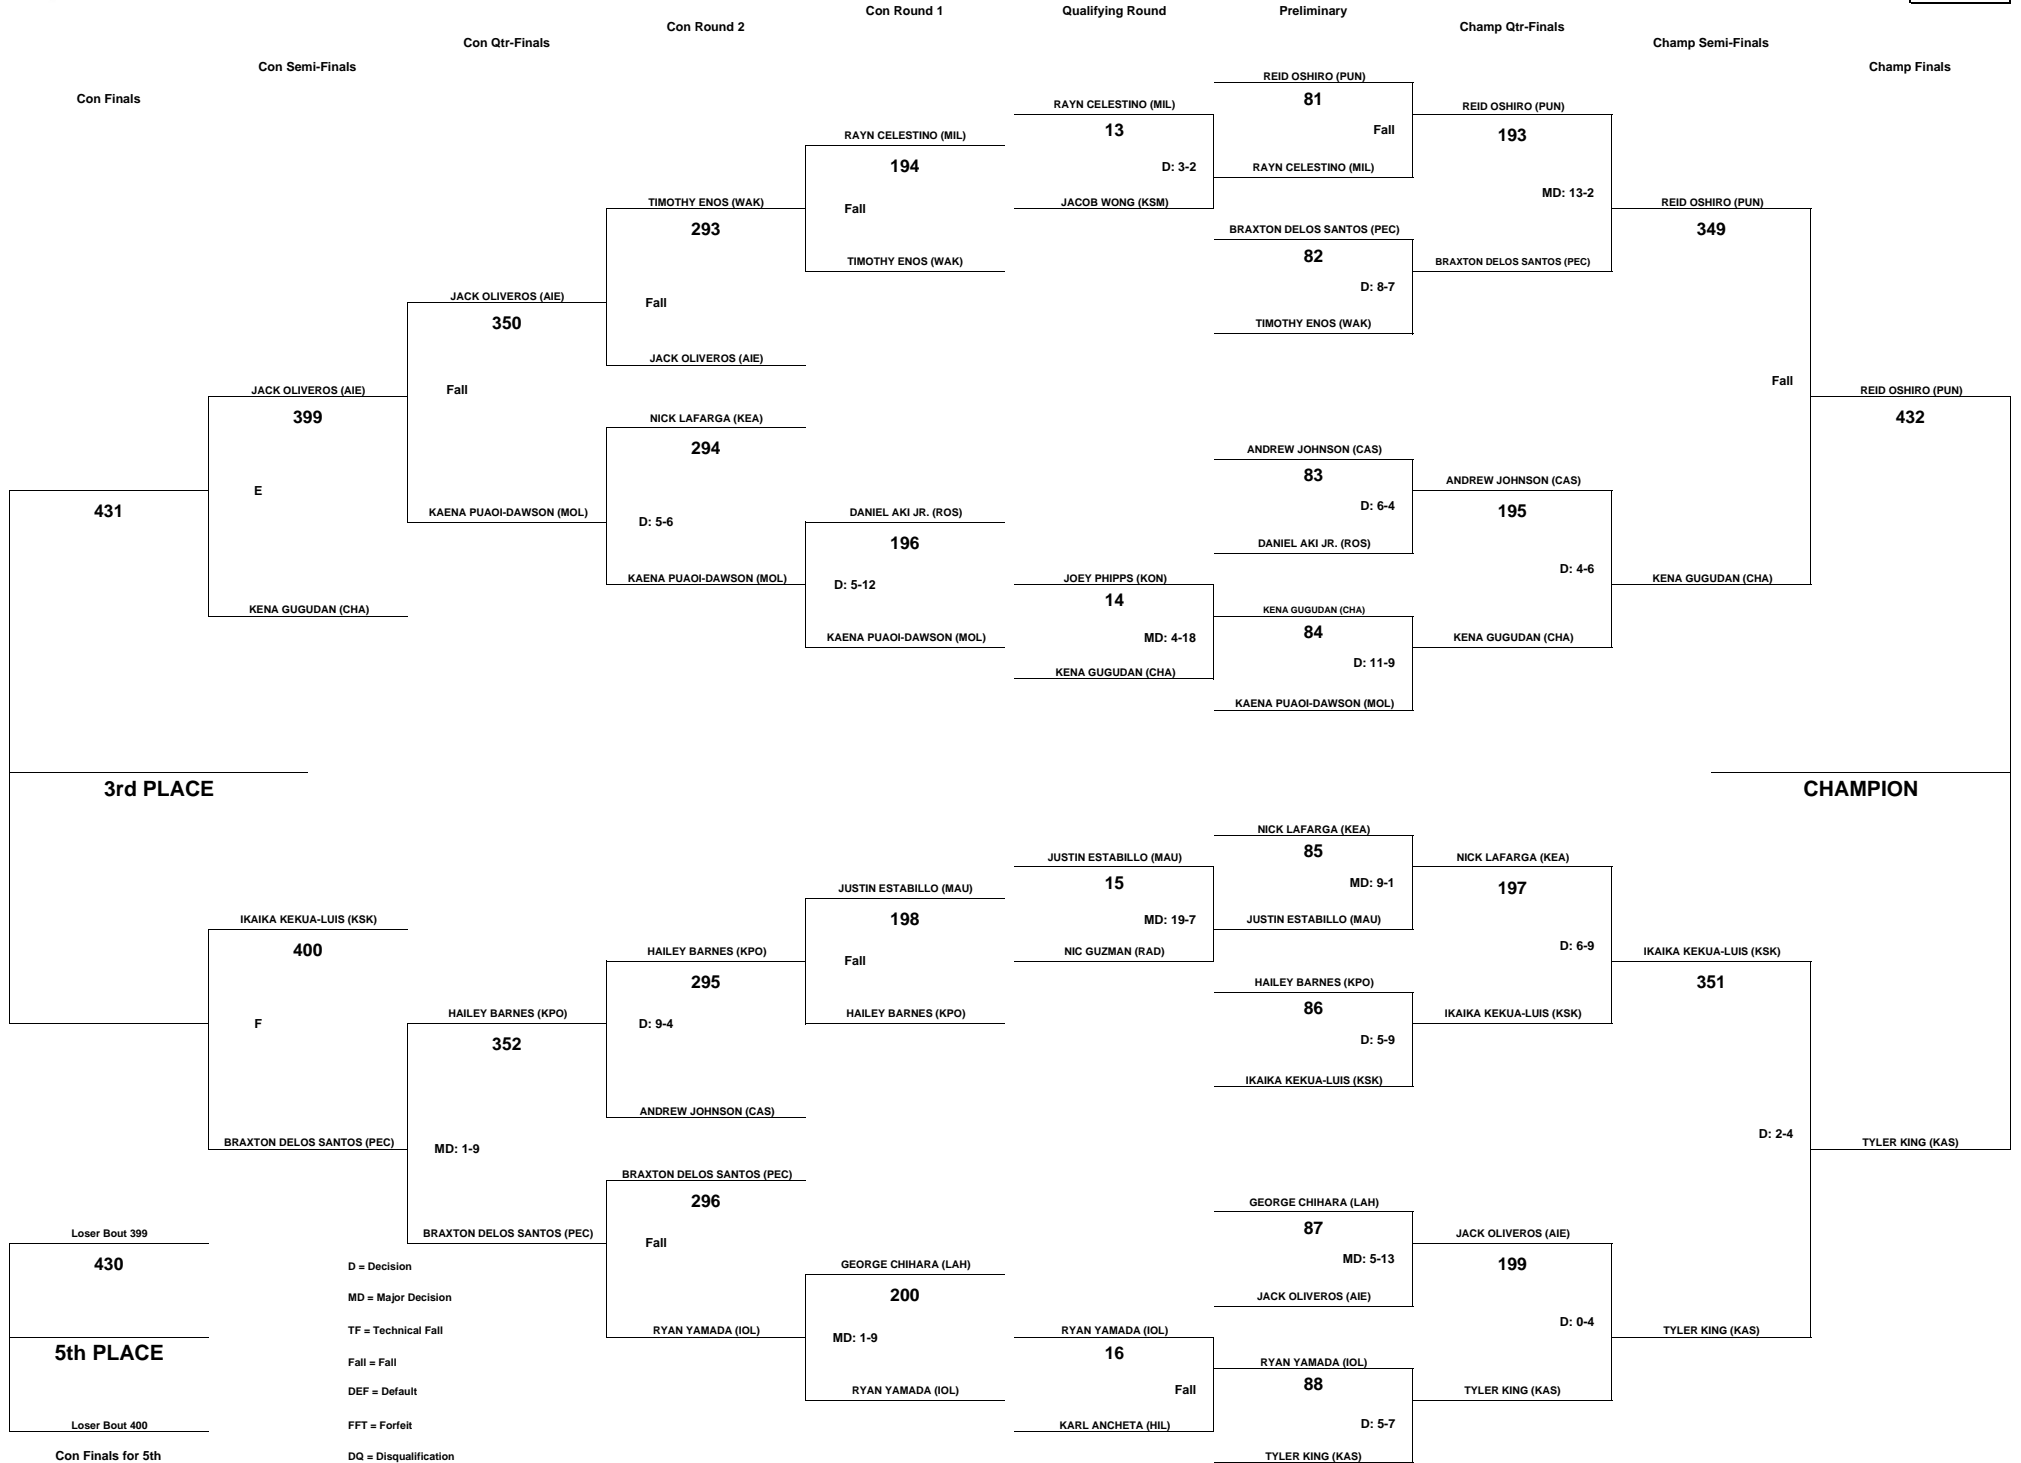 Con Round 1
Qualifying Round
Preliminary
Con Round 2
Champ Qtr-Finals
Con Qtr-Finals
Champ Semi-Finals
Con Semi-Finals
Champ Finals
Con Finals
REID OSHIRO (PUN)
81
Fall
RAYN CELESTINO (MIL)
RAYN CELESTINO (MIL)
13
D: 3-2
JACOB WONG (KSM)
REID OSHIRO (PUN)
193
MD: 13-2
BRAXTON DELOS SANTOS (PEC)
RAYN CELESTINO (MIL)
194
Fall
TIMOTHY ENOS (WAK)
TIMOTHY ENOS (WAK)
293
Fall
JACK OLIVEROS (AIE)
BRAXTON DELOS SANTOS (PEC)
82
D: 8-7
TIMOTHY ENOS (WAK)
REID OSHIRO (PUN)
349
Fall
KENA GUGUDAN (CHA)
JACK OLIVEROS (AIE)
350
Fall
KAENA PUAOI-DAWSON (MOL)
JACK OLIVEROS (AIE)
399
E
KENA GUGUDAN (CHA)
NICK LAFARGA (KEA)
294
D: 5-6
KAENA PUAOI-DAWSON (MOL)
REID OSHIRO (PUN)
432
TYLER KING (KAS)
ANDREW JOHNSON (CAS)
83
D: 6-4
DANIEL AKI JR. (ROS)
ANDREW JOHNSON (CAS)
195
D: 4-6
KENA GUGUDAN (CHA)
431
DANIEL AKI JR. (ROS)
196
D: 5-12
KAENA PUAOI-DAWSON (MOL)
JOEY PHIPPS (KON)
14
MD: 4-18
KENA GUGUDAN (CHA)
KENA GUGUDAN (CHA)
84
D: 11-9
KAENA PUAOI-DAWSON (MOL)
3rd PLACE
CHAMPION
NICK LAFARGA (KEA)
85
MD: 9-1
JUSTIN ESTABILLO (MAU)
JUSTIN ESTABILLO (MAU)
15
MD: 19-7
NIC GUZMAN (RAD)
NICK LAFARGA (KEA)
197
D: 6-9
IKAIKA KEKUA-LUIS (KSK)
JUSTIN ESTABILLO (MAU)
198
Fall
HAILEY BARNES (KPO)
IKAIKA KEKUA-LUIS (KSK)
400
F
BRAXTON DELOS SANTOS (PEC)
HAILEY BARNES (KPO)
295
D: 9-4
ANDREW JOHNSON (CAS)
IKAIKA KEKUA-LUIS (KSK)
351
D: 2-4
TYLER KING (KAS)
HAILEY BARNES (KPO)
86
D: 5-9
IKAIKA KEKUA-LUIS (KSK)
HAILEY BARNES (KPO)
352
MD: 1-9
BRAXTON DELOS SANTOS (PEC)
BRAXTON DELOS SANTOS (PEC)
296
Fall
RYAN YAMADA (IOL)
GEORGE CHIHARA (LAH)
87
MD: 5-13
JACK OLIVEROS (AIE)
JACK OLIVEROS (AIE)
199
D: 0-4
TYLER KING (KAS)
GEORGE CHIHARA (LAH)
200
MD: 1-9
RYAN YAMADA (IOL)
RYAN YAMADA (IOL)
16
Fall
KARL ANCHETA (HIL)
RYAN YAMADA (IOL)
88
D: 5-7
TYLER KING (KAS)
Loser Bout 399
430
5th PLACE
Loser Bout 400
Con Finals for 5th
D = Decision
MD = Major Decision
TF = Technical Fall
Fall = Fall
DEF = Default
FFT = Forfeit
DQ = Disqualification